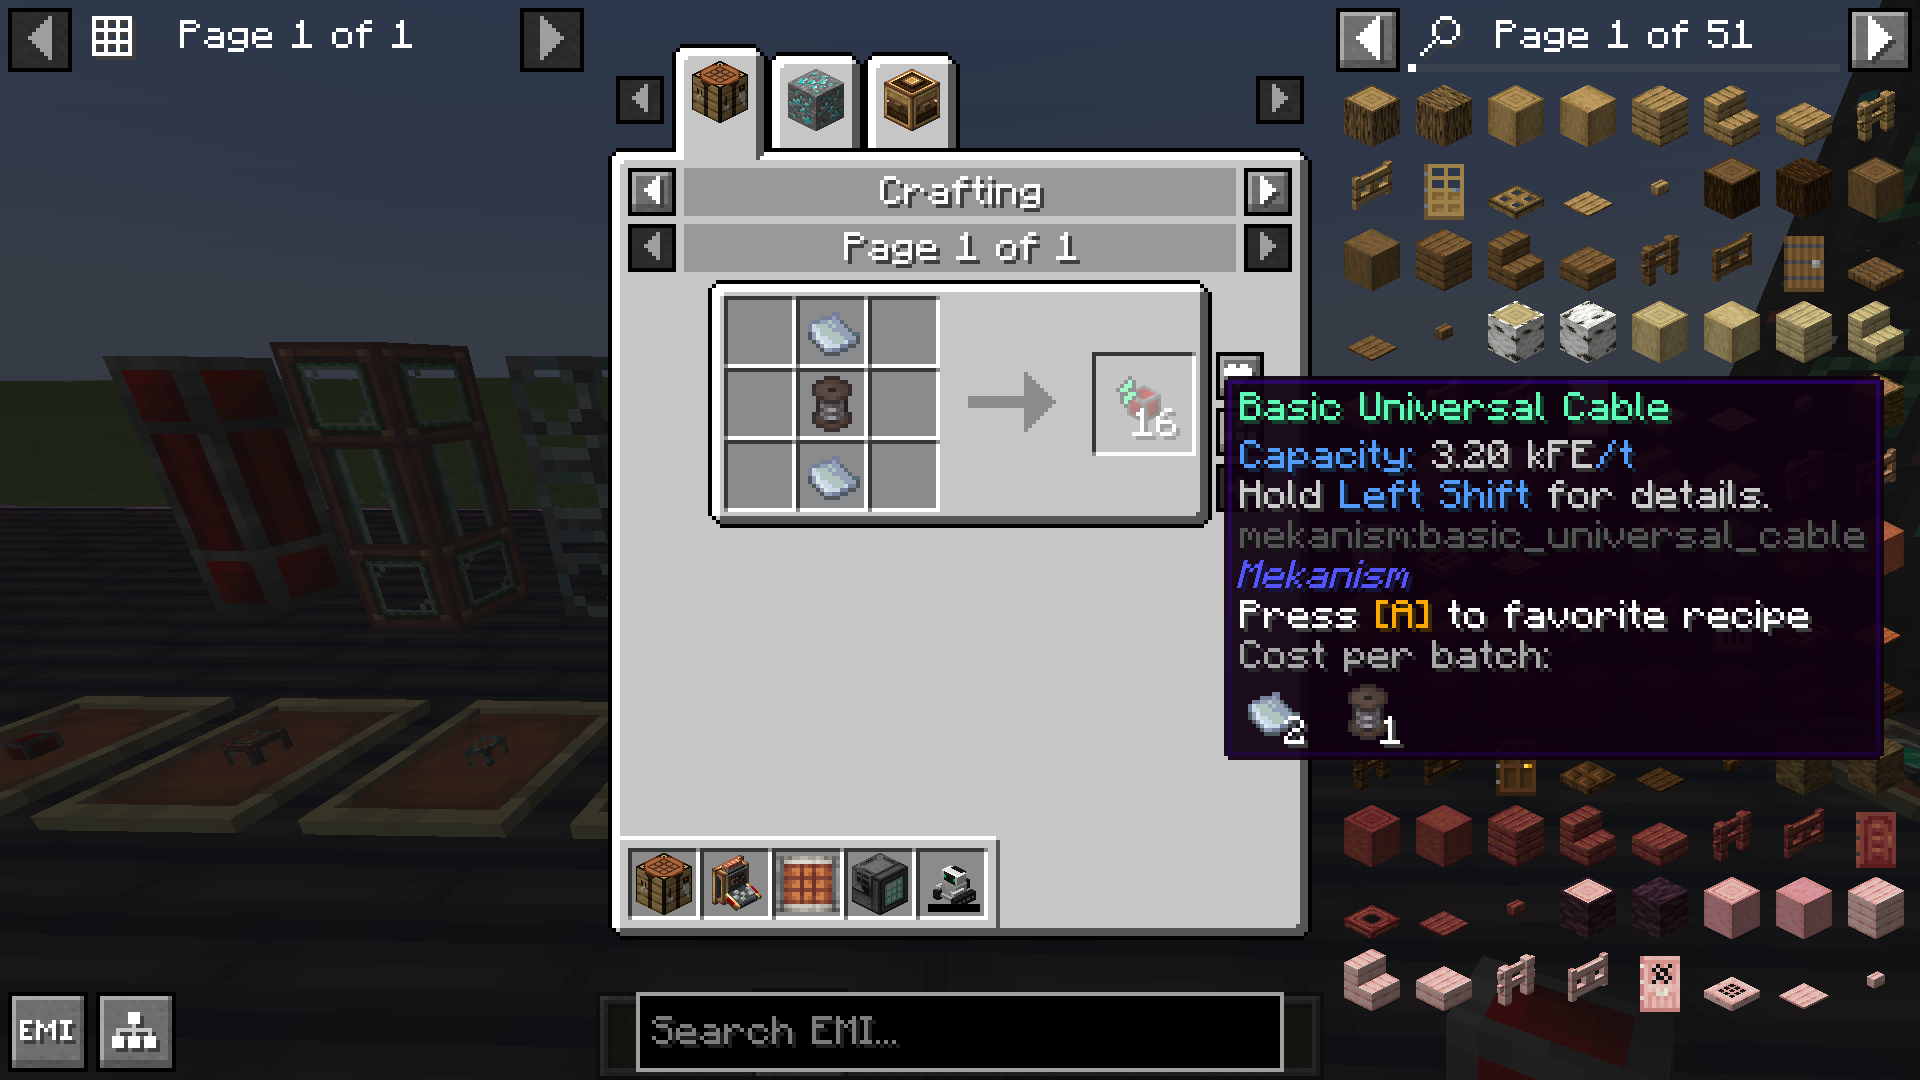 Page 1 of 1
Page 1 of 51
Crafting
Page 1 of 1
16
Basic Universal Cable
Capacity: 3.20 kFE/t
Hold Left Shift for details.
mekanism:basic_universal_cable
Mekanism
Press [A] to favorite recipe
Cost per batch:
2 1
EMI
Search EMI...